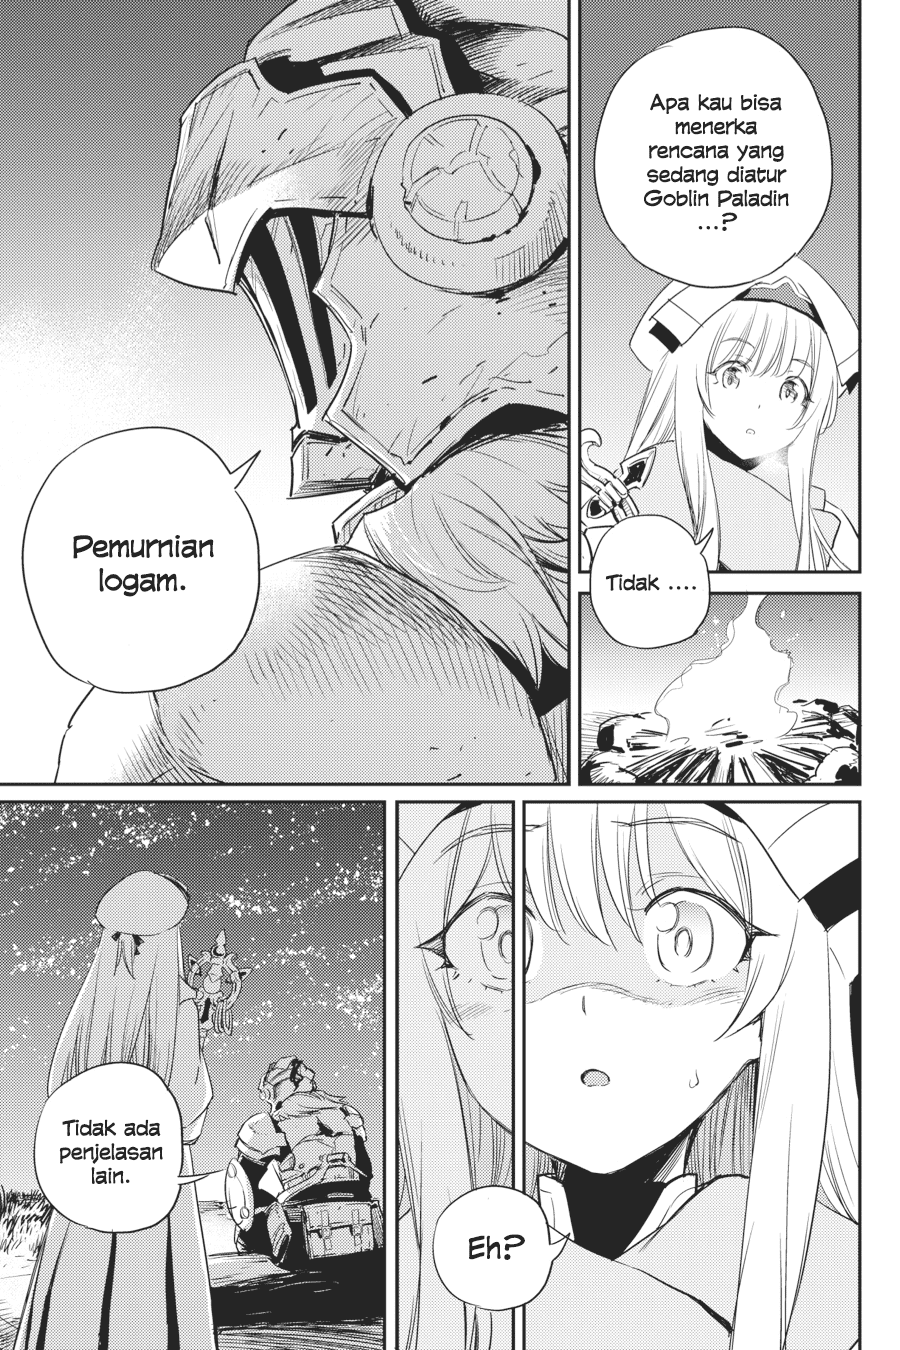 Apa kau bisa
menerka
rencana yang
sedang diatur
Goblin Paladin
...?
Tidak ....
Pemurnian
logam.
Eh?
Tidak ada
penjelasan
lain.